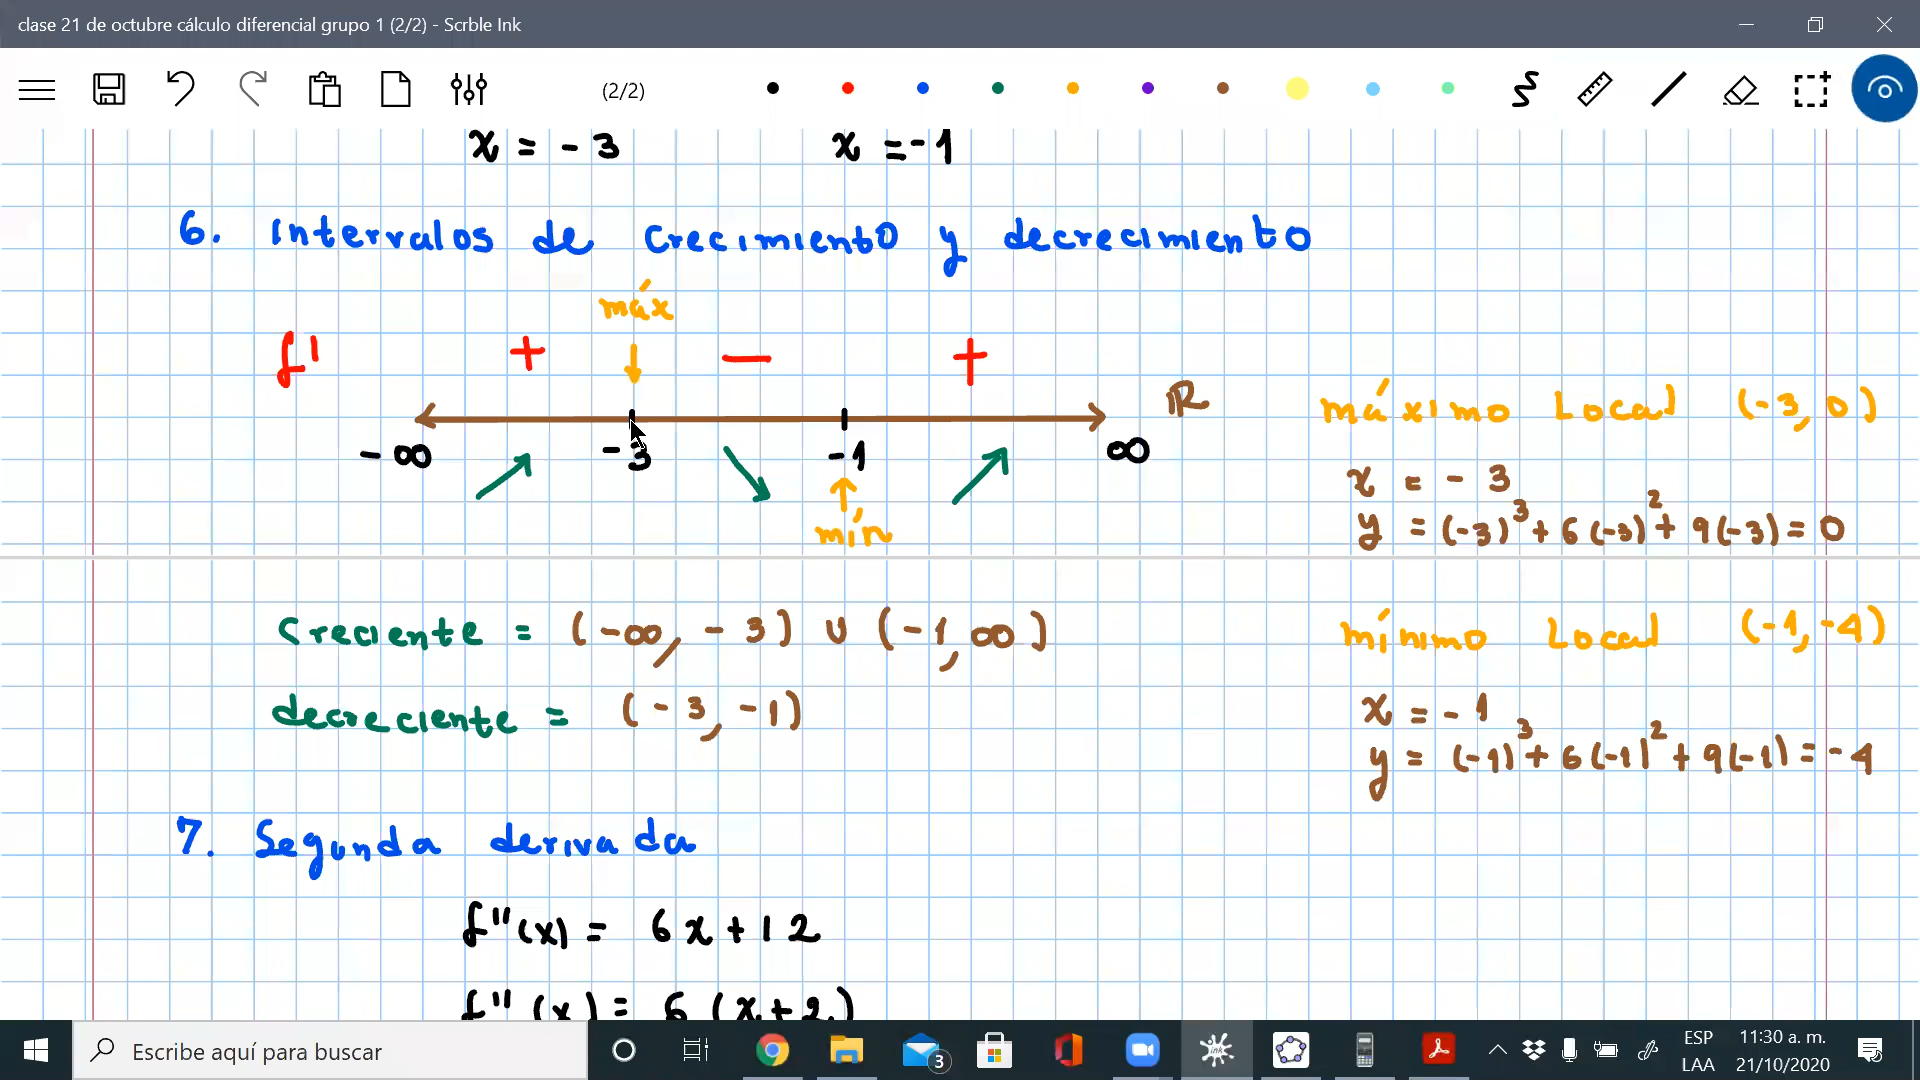 clase 21 de octubre cálculo diferencial grupo 1 (2/2) - Scrble Ink
(2/2)
x = - 3
x = -1
6. Intervalos de crecimiento y decrecimiento
máx
f' + − +
ℝ
-∞ -3 -1 ∞
mín
máximo Local (-3, 0)
x = - 3
y = (-3)³ + 6(-3)² + 9(-3) = 0
Creciente = (-∞, - 3) ∪ (-1, ∞)
decreciente = (- 3, -1)
mínimo Local (-1, -4)
x = - 1
y = (-1)³ + 6(-1)² + 9(-1) = - 4
7. Segunda derivada
f''(x) = 6x + 12
f''(x) = 6 (x + 2)
Escribe aquí para buscar
3
ESP
LAA
11:30 a. m.
21/10/2020